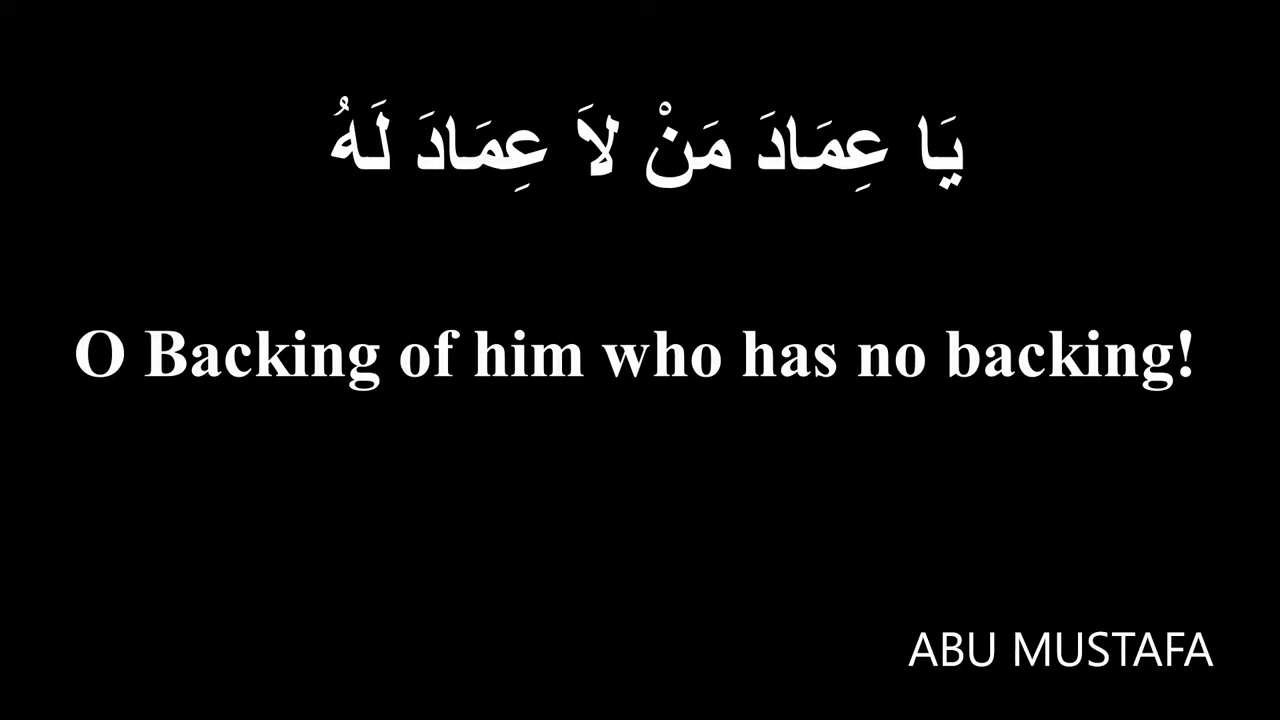 يَا عِمَادَ مَنْ لاَ عِمَادَ لَهُ
O Backing of him who has no backing!
ABU MUSTAFA